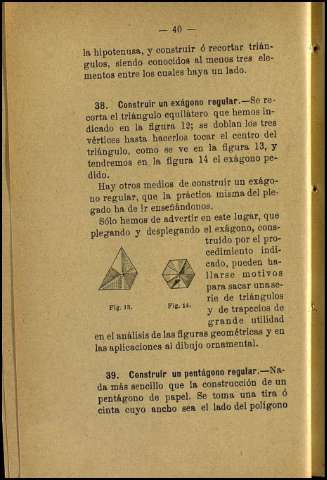 — 40 —
la hipotenusa, y construir ó recortar trián-
gulos, siendo conocidos al menos tres ele-
mentos entre los cuales haya un lado.
38. Construir un exágono regular.—Se re-
corta el triángulo equilátero que hemos in-
dicado en la figura 12; se doblan los tres
vértices hasta hacerlos tocar el centro del
triángulo, como se ve en la figura 13, y
tendremos en la figura 14 el exágono pe-
dido.
Hay otros medios de construir un exágo-
no regular, que la práctica misma del ple-
gado ha de ir enseñándonos.
Sólo hemos de advertir en este lugar, que
plegando y desplegando el exágono, cons-
truido por el pro-
cedimiento indi-
cado, pueden ha-
llarse motivos
para sacar una se-
rie de triángulos
y de trapecios de
grande utilidad
Fig. 13.
Fig. 14.
en el análisis de las figuras geométricas y en
las aplicaciones al dibujo ornamental.
39. Construir un pentágono regular.—Na-
da más sencillo que la construcción de un
pentágono de papel. Se toma una tira ó
cinta cuyo ancho sea el lado del polígono